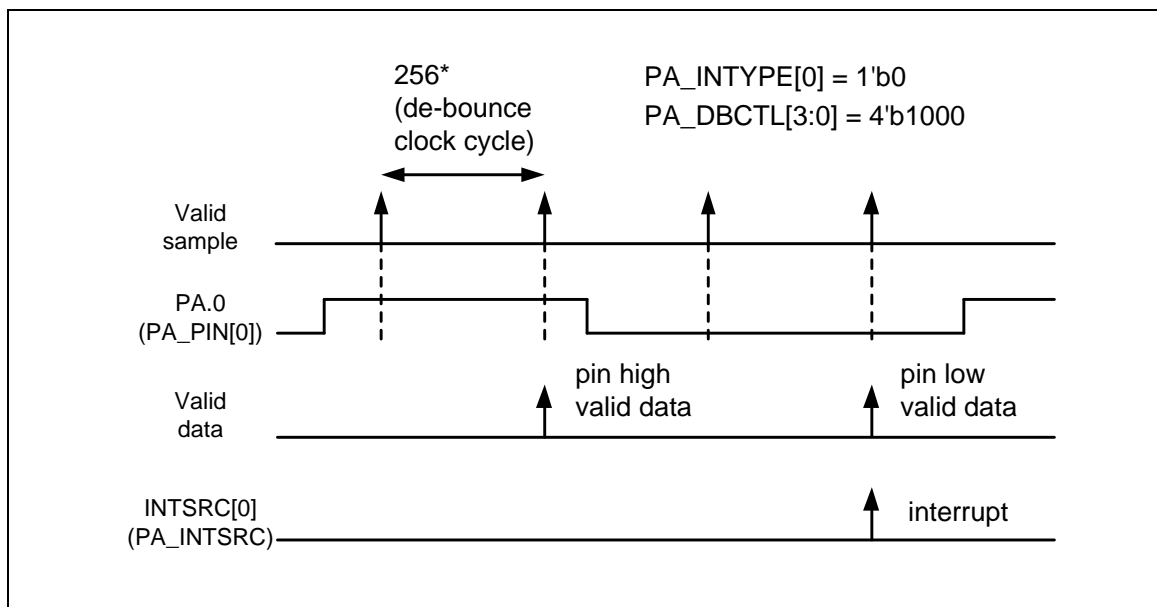 256*
(de-bounce
clock cycle)
PA_INTYPE[0] = 1'b0
PA_DBCTL[3:0] = 4'b1000
Valid
sample
PA.0
(PA_PIN[0])
pin high
valid data
pin low
valid data
Valid
data
INTSRC[0]
(PA_INTSRC)
interrupt